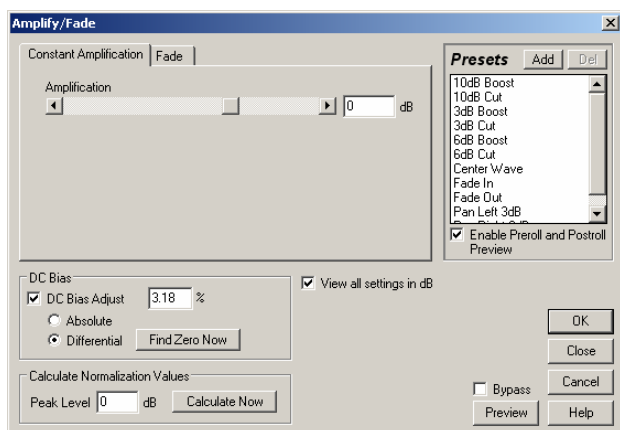 Amplify/Fade
Constant Amplification Fade
Amplification
0 dB
Presets Add Del
10dB Boost
10dB Cut
3dB Boost
3dB Cut
6dB Boost
6dB Cut
Center Wave
Fade In
Fade Out
Pan Left 3dB
Enable Preroll and Postroll
Preview
DC Bias
DC Bias Adjust 3.18 %
Absolute
Differential Find Zero Now
View all settings in dB
Calculate Normalization Values
Peak Level 0 dB Calculate Now
OK
Close
Cancel
Bypass
Preview Help